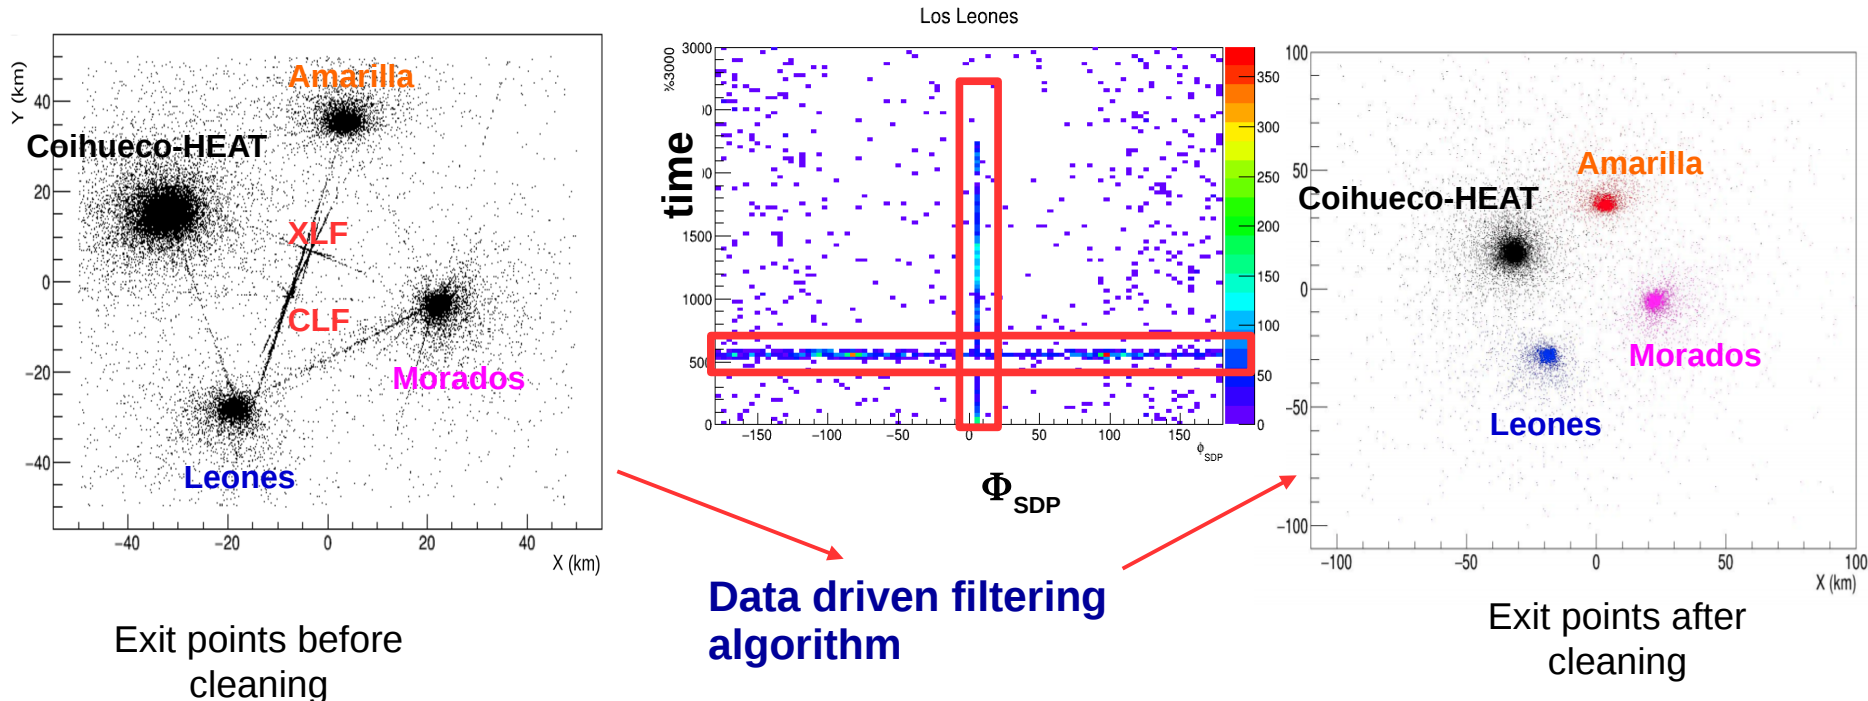 Los Leones
Y (km)
40
20
0
−20
−40
−40
−20
0
20
40
X (km)
Amarilla
Coihueco-HEAT
XLF
CLF
Morados
Leones
%3000
time
3000
1500
1000
500
0
−150
−100
−50
0
50
100
150
ϕSDP
350
300
250
200
150
100
50
0
ΦSDP
100
50
0
−50
−100
−100
−50
0
50
100
X (km)
Amarilla
Coihueco-HEAT
Morados
Leones
Data driven filtering
algorithm
Exit points before
cleaning
Exit points after
cleaning